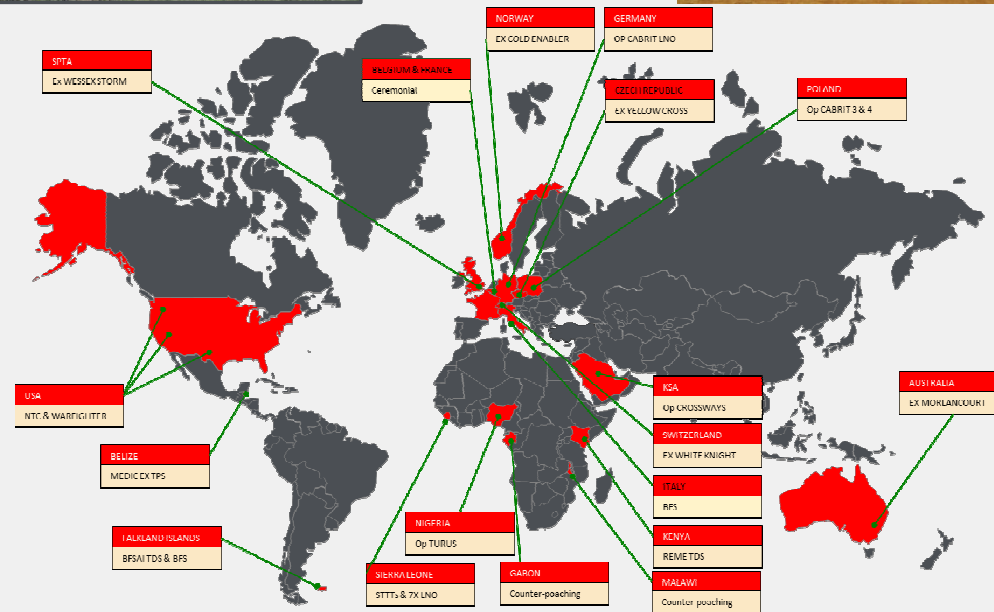 NORWAY
EX COLD ENABLER
GERMANY
OP CABRIT LNO
SPTA
Ex WESSEX STORM
BELGIUM & FRANCE
Ceremonial
CZECH REPUBLIC
EX YELLOW CROSS
POLAND
Op CABRIT 3 & 4
USA
NTC & WARFIGHTER
KSA
Op CROSSWAYS
AUSTRALIA
EX MORLANCOURT
SWITZERLAND
EX WHITE KNIGHT
BELIZE
MEDIC EX TPS
ITALY
BFS
NIGERIA
Op TURUS
KENYA
REME TDS
FALKLAND ISLANDS
BFSAI TDS & BFS
SIERRA LEONE
STTTs & 7X LNO
GABON
Counter-poaching
MALAWI
Counter-poaching